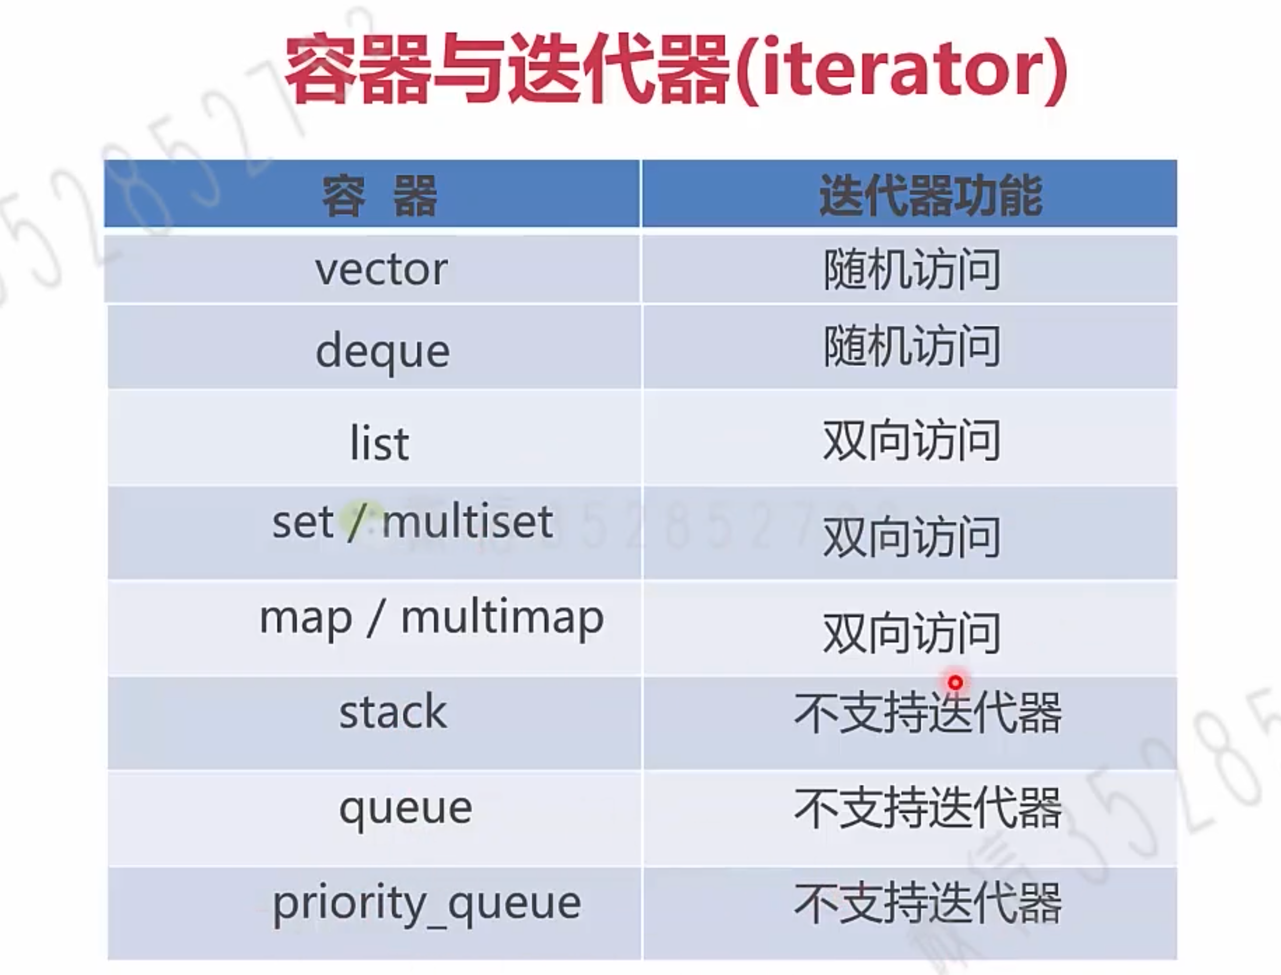 容器与迭代器(iterator)
容 器 迭代器功能
vector 随机访问
deque 随机访问
list 双向访问
set / multiset 双向访问
map / multimap 双向访问
stack 不支持迭代器
queue 不支持迭代器
priority_queue 不支持迭代器